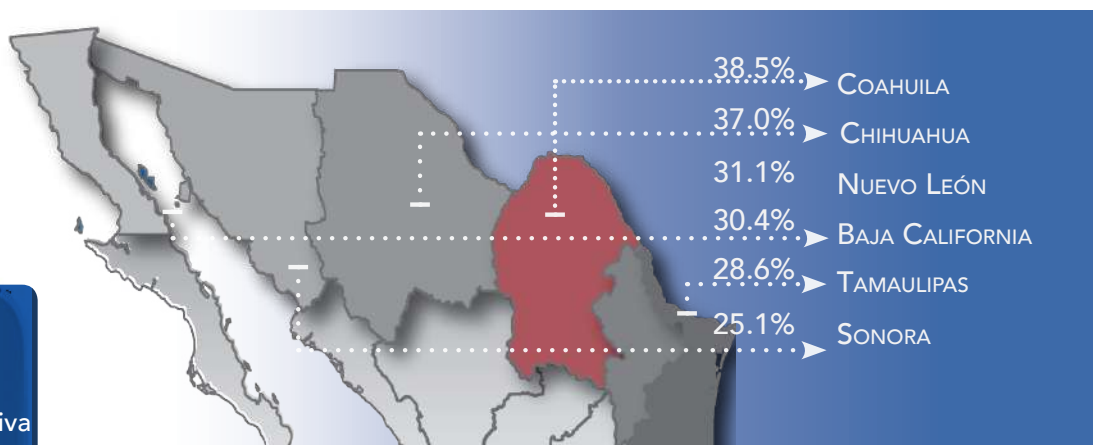 38.5% COAHUILA
37.0% CHIHUAHUA
31.1% NUEVO LEÓN
30.4% BAJA CALIFORNIA
28.6% TAMAULIPAS
25.1% SONORA
iva